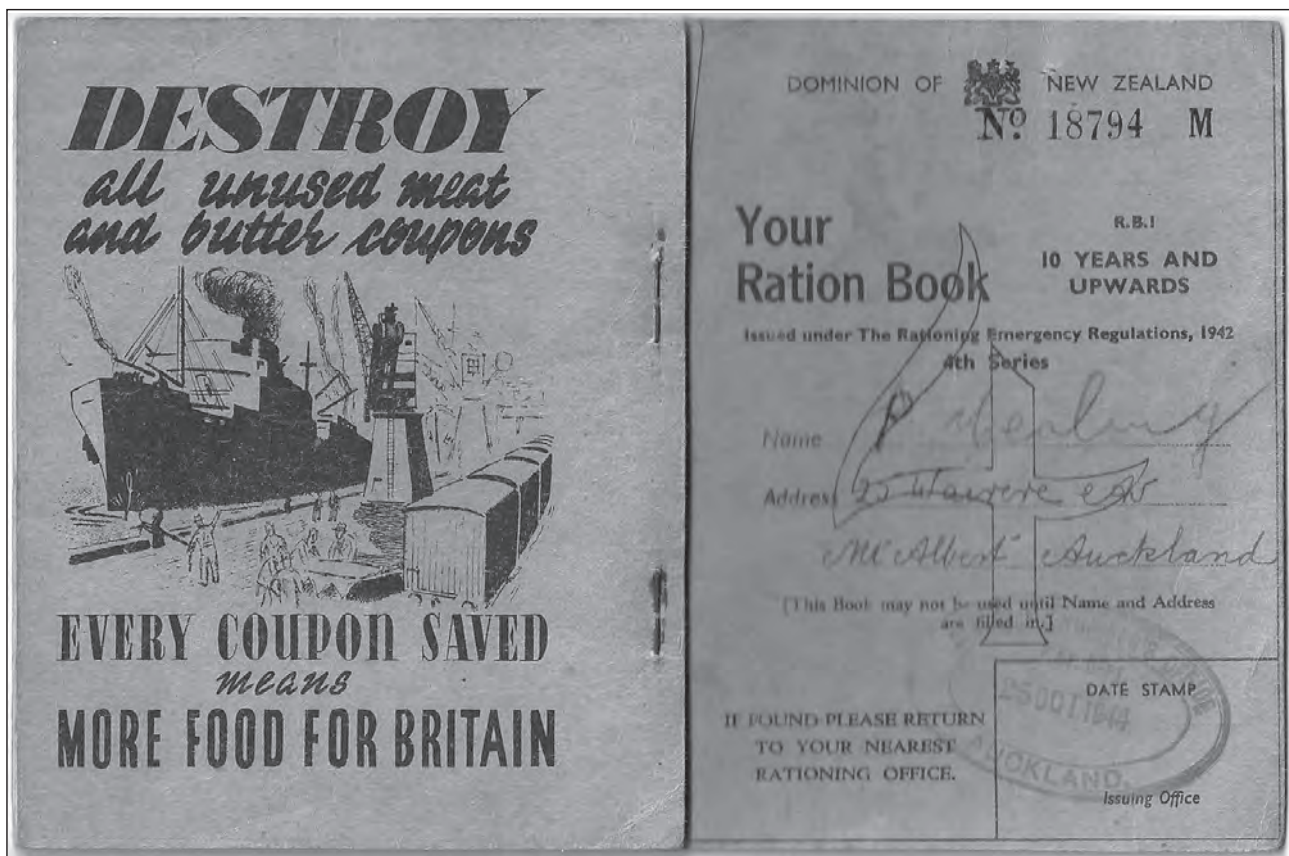 DESTROY
all unused meat
and butter coupons
EVERY COUPON SAVED
means
MORE FOOD FOR BRITAIN
DOMINION OF NEW ZEALAND
No. 18794 M
Your
Ration Book
R.B.I
10 YEARS AND
UPWARDS
Issued under The Rationing Emergency Regulations, 1942
4th Series
Name P
Address 25
Mt Albert Auckland
[This Book may not be used until Name and Address
are filled in.]
IF FOUND PLEASE RETURN
TO YOUR NEAREST
RATIONING OFFICE.
DATE STAMP
25 OCT 1944
AUCKLAND
Issuing Office